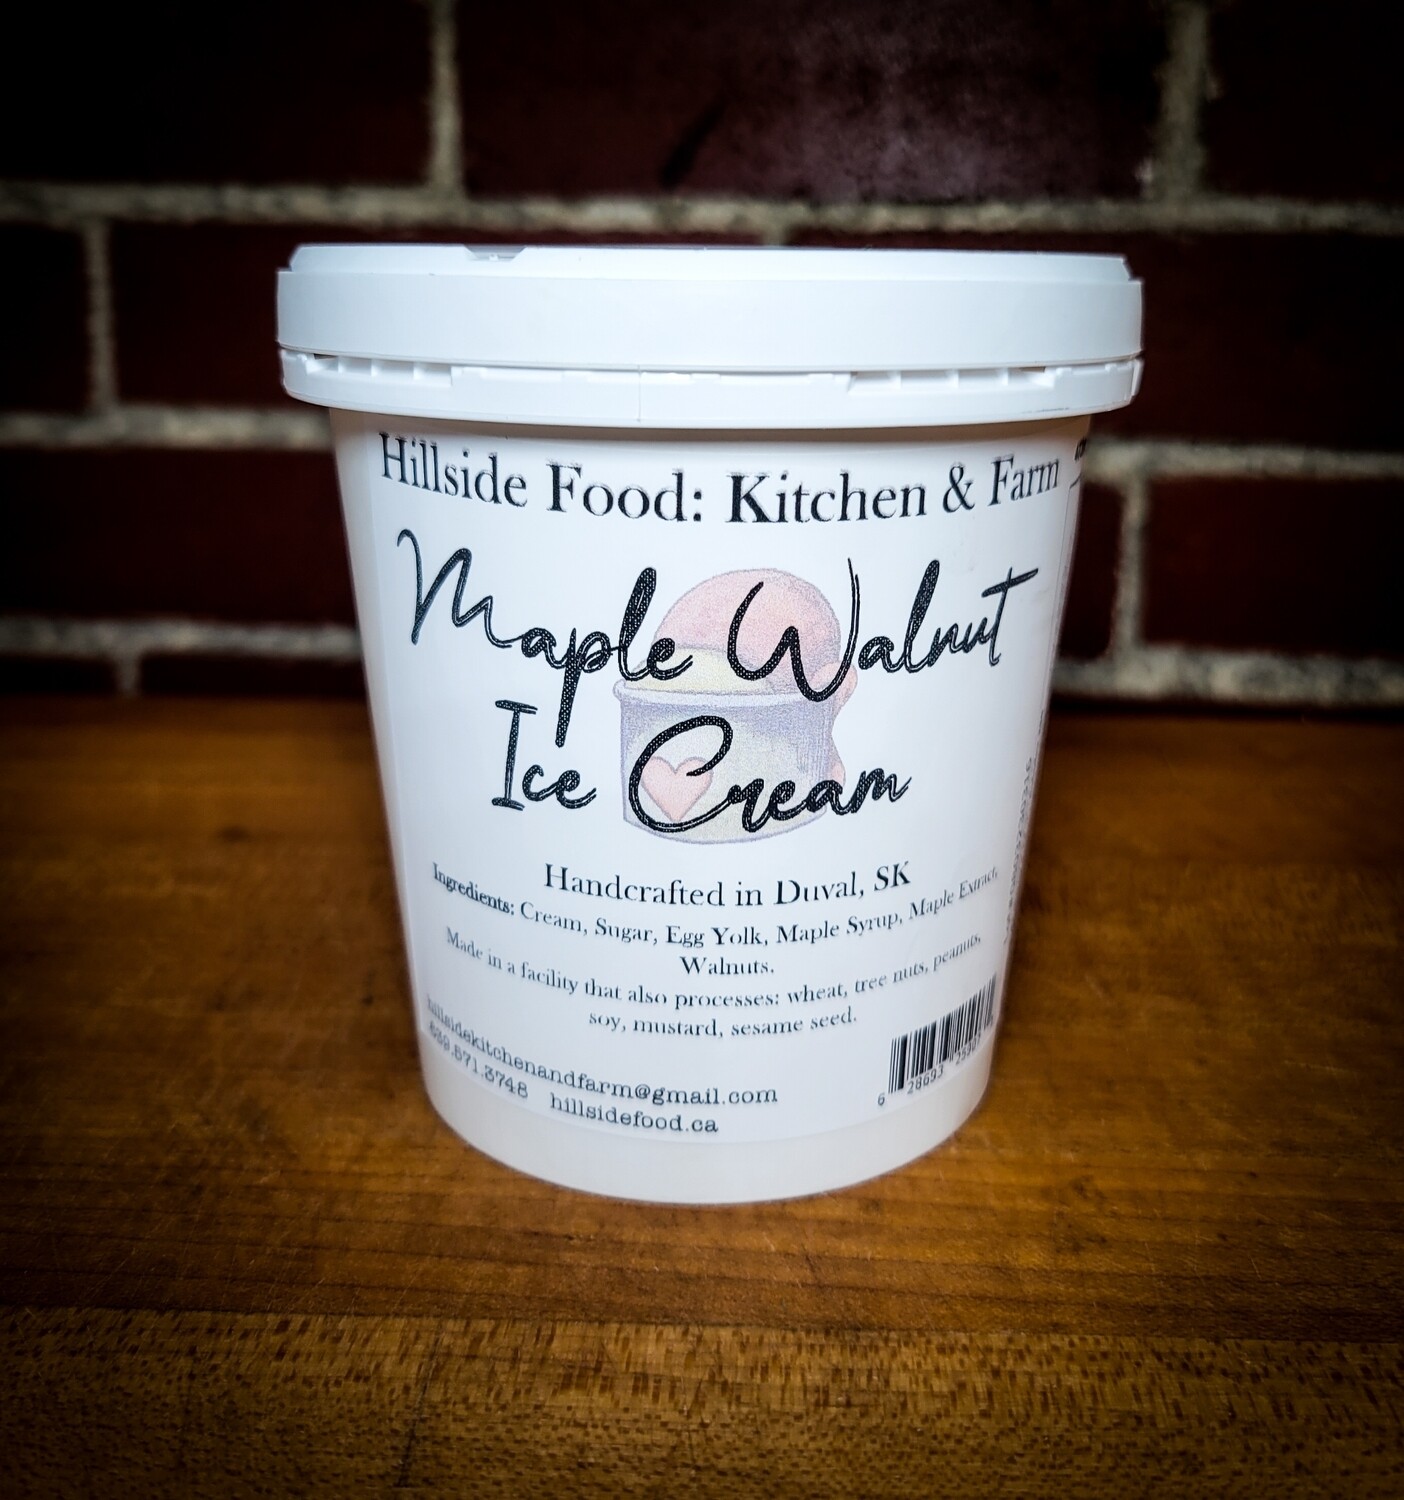 Hillside Food: Kitchen & Farm
Maple Walnut
Ice Cream
Handcrafted in Duval, SK
Ingredients: Cream, Sugar, Egg Yolk, Maple Syrup, Maple Extract,
Walnuts.
Made in a facility that also processes: wheat, tree nuts, peanuts,
soy, mustard, sesame seed.
hillsidekitchenandfarm@gmail.com
639.571.3748 hillsidefood.ca
6 28693